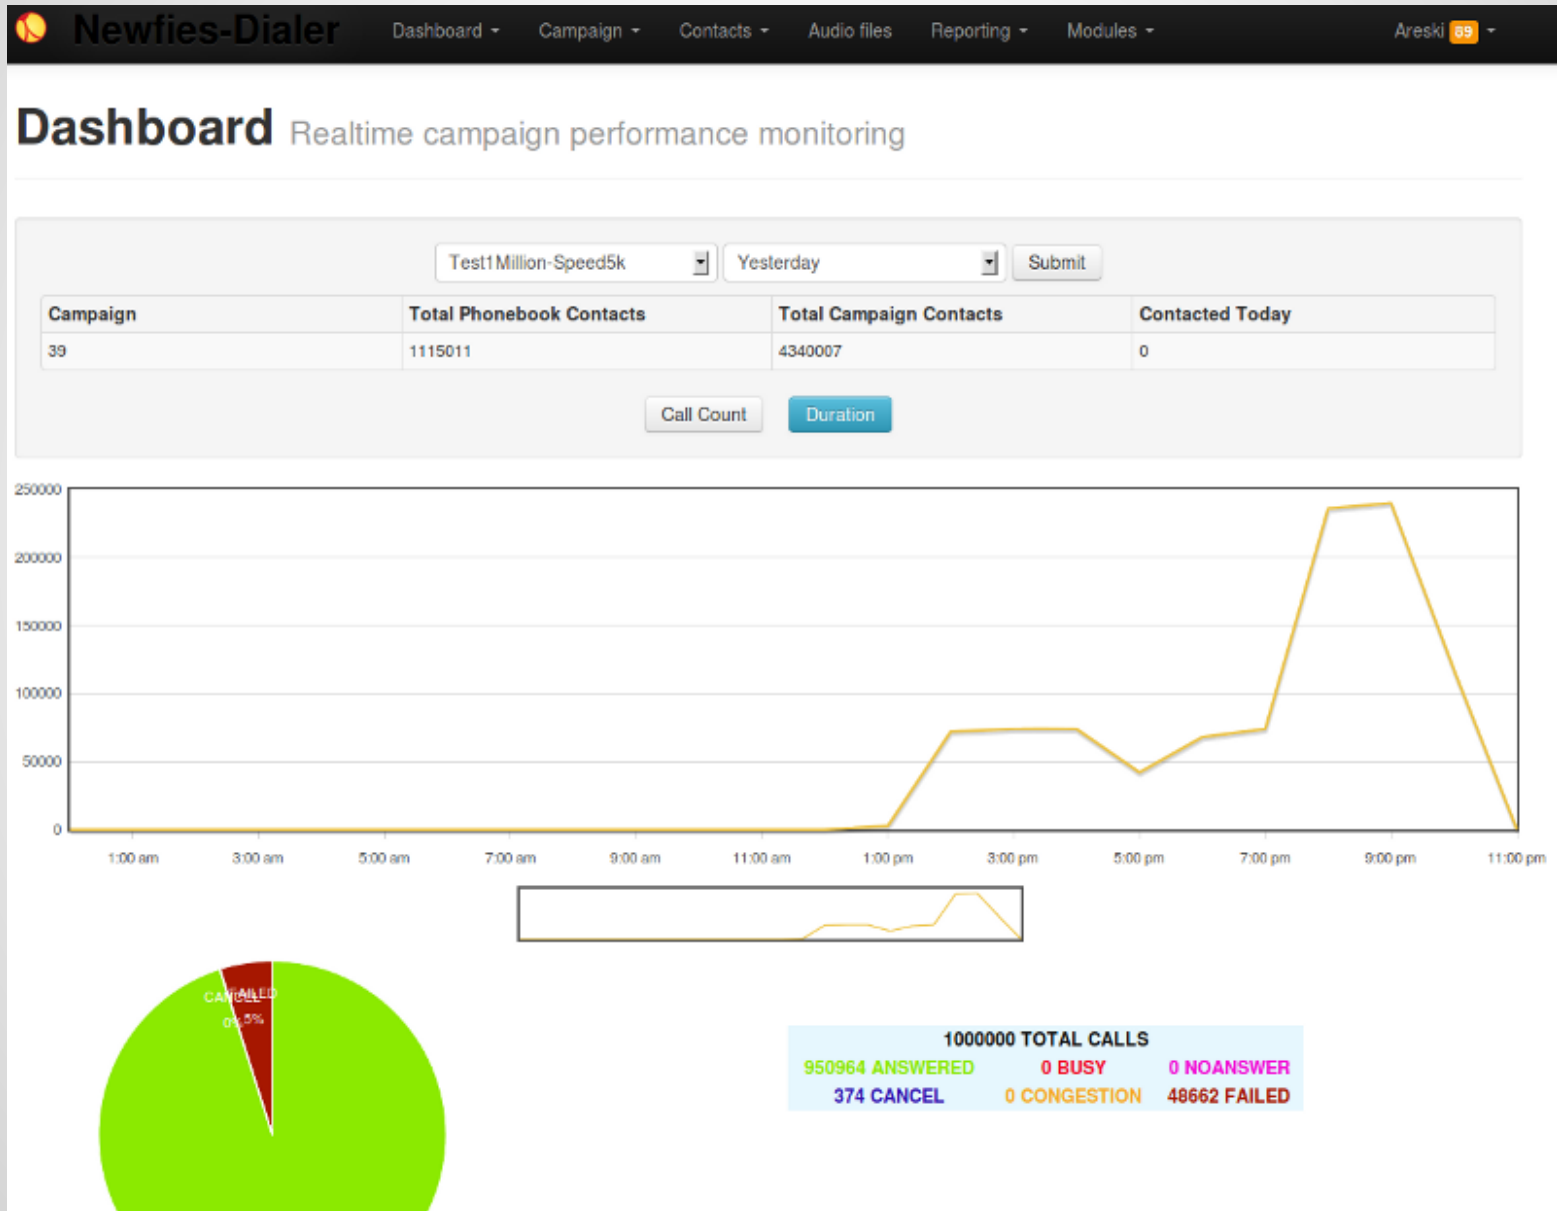 Newfies-Dialer Dashboard Campaign Contacts Audio files Reporting Modules Areski 89
Dashboard Realtime campaign performance monitoring
Test1Million-Speed5k Yesterday Submit
Campaign Total Phonebook Contacts Total Campaign Contacts Contacted Today
39 1115011 4340007 0
Call Count Duration
250000
200000
150000
100000
50000
0
1:00 am 3:00 am 5:00 am 7:00 am 9:00 am 11:00 am 1:00 pm 3:00 pm 5:00 pm 7:00 pm 9:00 pm 11:00 pm
CANCEL FAILED
0% 5%
1000000 TOTAL CALLS
950964 ANSWERED 0 BUSY 0 NOANSWER
374 CANCEL 0 CONGESTION 48662 FAILED